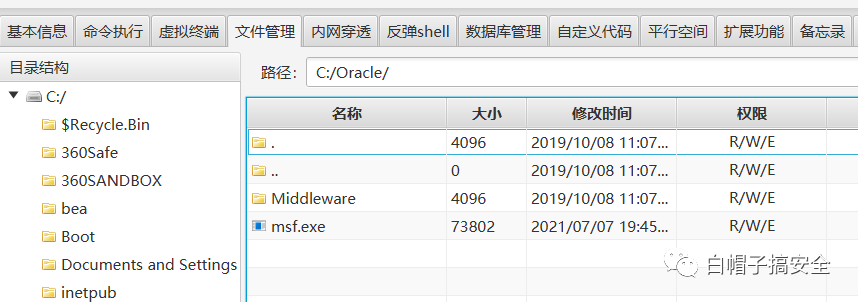 基本信息 命令执行 虚拟终端 文件管理 内网穿透 反弹shell 数据库管理 自定义代码 平行空间 扩展功能 备忘录
目录结构
C:/
$Recycle.Bin
360Safe
360SANDBOX
bea
Boot
Documents and Settings
inetpub
路径: C:/Oracle/
名称 大小 修改时间 权限
. 4096 2019/10/08 11:07... R/W/E
.. 0 2019/10/08 11:07... R/W/E
Middleware 4096 2019/10/08 11:07... R/W/E
msf.exe 73802 2021/07/07 19:45... R/W/E
白帽子搞安全